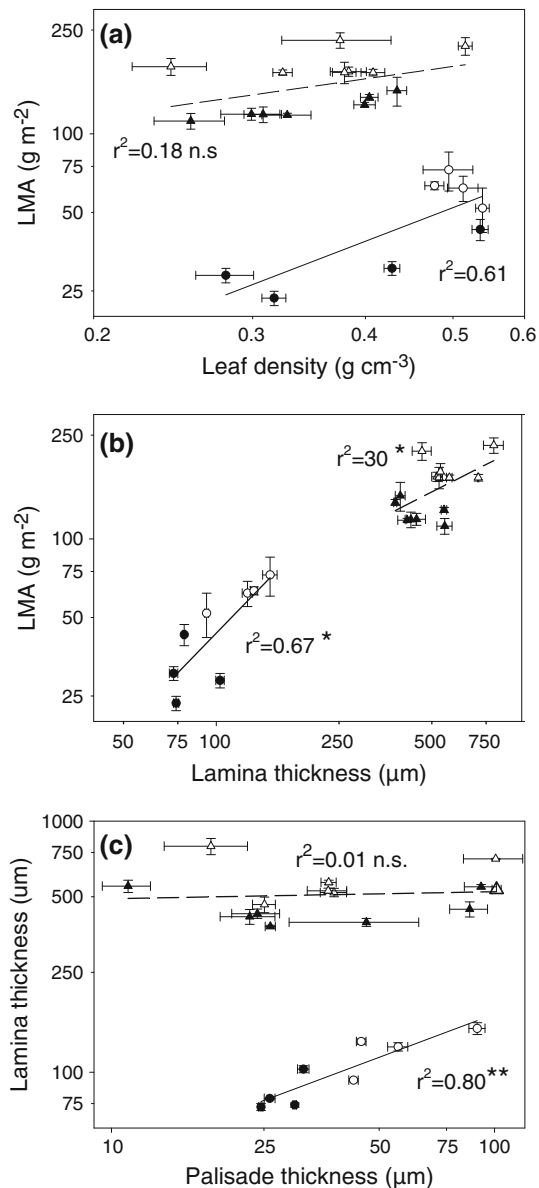 (a)
250
100
75
50
25
LMA (g m-2)
r2=0.18 n.s
r2=0.61
0.2 0.3 0.4 0.5 0.6
Leaf density (g cm-3)
(b)
250
100
75
50
25
LMA (g m-2)
r2=30 *
r2=0.67 *
50 75 100 250 500 750
Lamina thickness (µm)
(c)
1000
750
500
250
100
75
Lamina thickness (um)
r2=0.01 n.s.
r2=0.80**
10 25 50 75 100
Palisade thickness (µm)